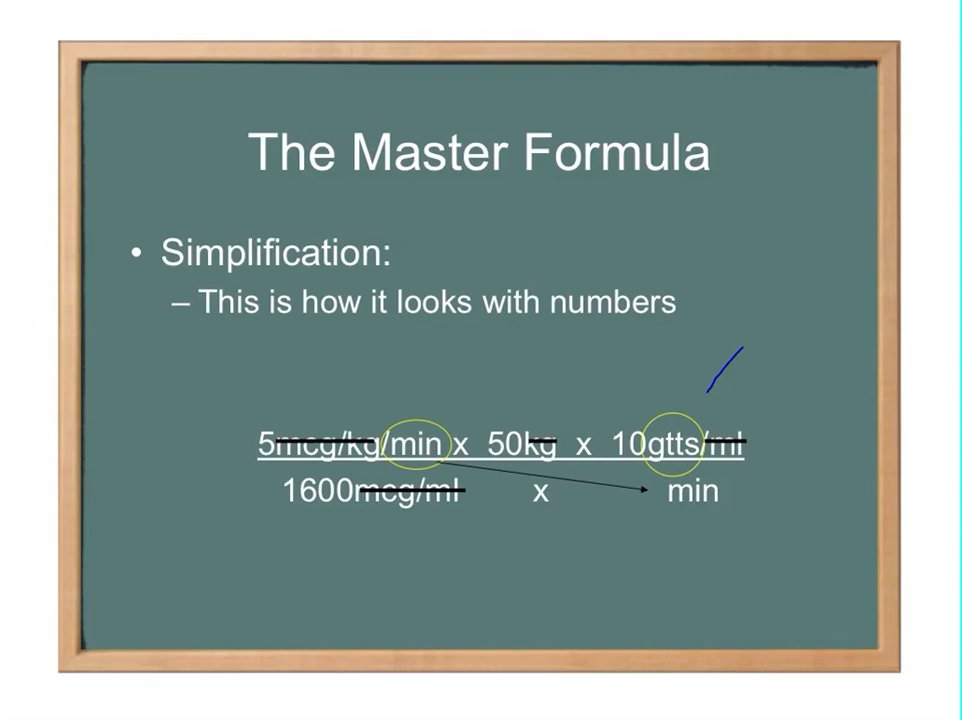 The Master Formula
• Simplification:
– This is how it looks with numbers
5mcg/kg/min x 50kg x 10gtts/ml
1600mcg/ml x min